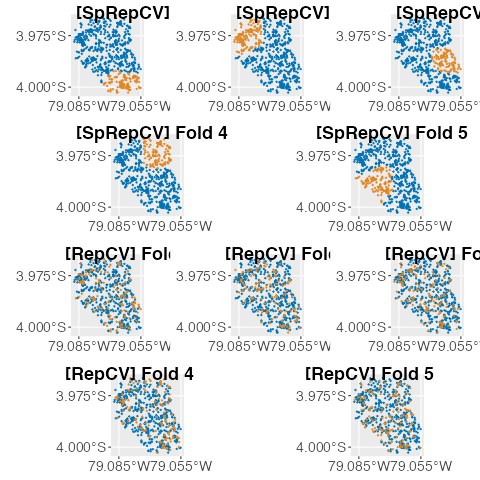 [SpRepCV] [SpRepCV] [SpRepCV
3.975°S 3.975°S 3.975°S
4.000°S 4.000°S 4.000°S
79.085°W79.055°W 79.085°W79.055°W 79.085°W79.055°W
[SpRepCV] Fold 4 [SpRepCV] Fold 5
3.975°S 3.975°S
4.000°S 4.000°S
79.085°W79.055°W 79.085°W79.055°W
[RepCV] Fol [RepCV] Fol [RepCV] Fo
3.975°S 3.975°S 3.975°S
4.000°S 4.000°S 4.000°S
79.085°W79.055°W 79.085°W79.055°W 79.085°W79.055°W
[RepCV] Fold 4 [RepCV] Fold 5
3.975°S 3.975°S
4.000°S 4.000°S
79.085°W79.055°W 79.085°W79.055°W